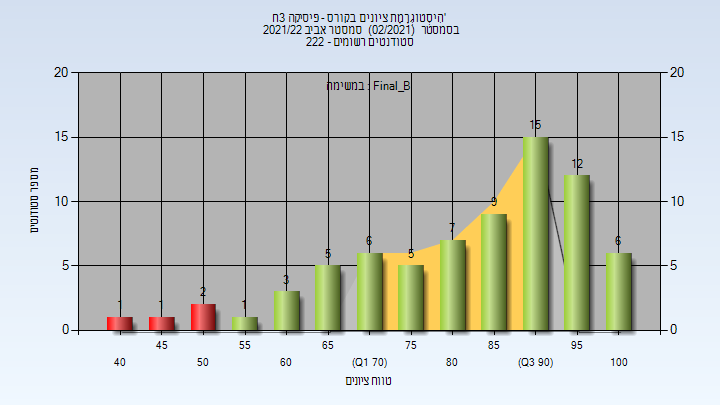 היסטוגרמת ציונים בקורס - פיסיקה 3ח'
בסמסטר (02/2021) סמסטר אביב 2021/22
סטודנטים רשומים - 222
במשימה : Final_B
20 20
15 15
10 10
5 5
0 0
מספר סטודנטים
1 1 2 1 3 5 6 5 7 9 15 12 6
45 55 65 75 85 95
40 50 60 (Q1 70) 80 (Q3 90) 100
טווח ציונים